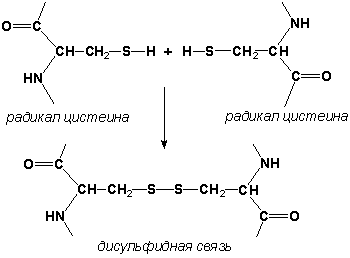 O=C NH
CH—CH₂—S—H + H—S—CH₂—CH
HN C=O
радикал цистеина радикал цистеина
O=C NH
CH—CH₂—S—S—CH₂—CH
HN C=O
дисульфидная связь